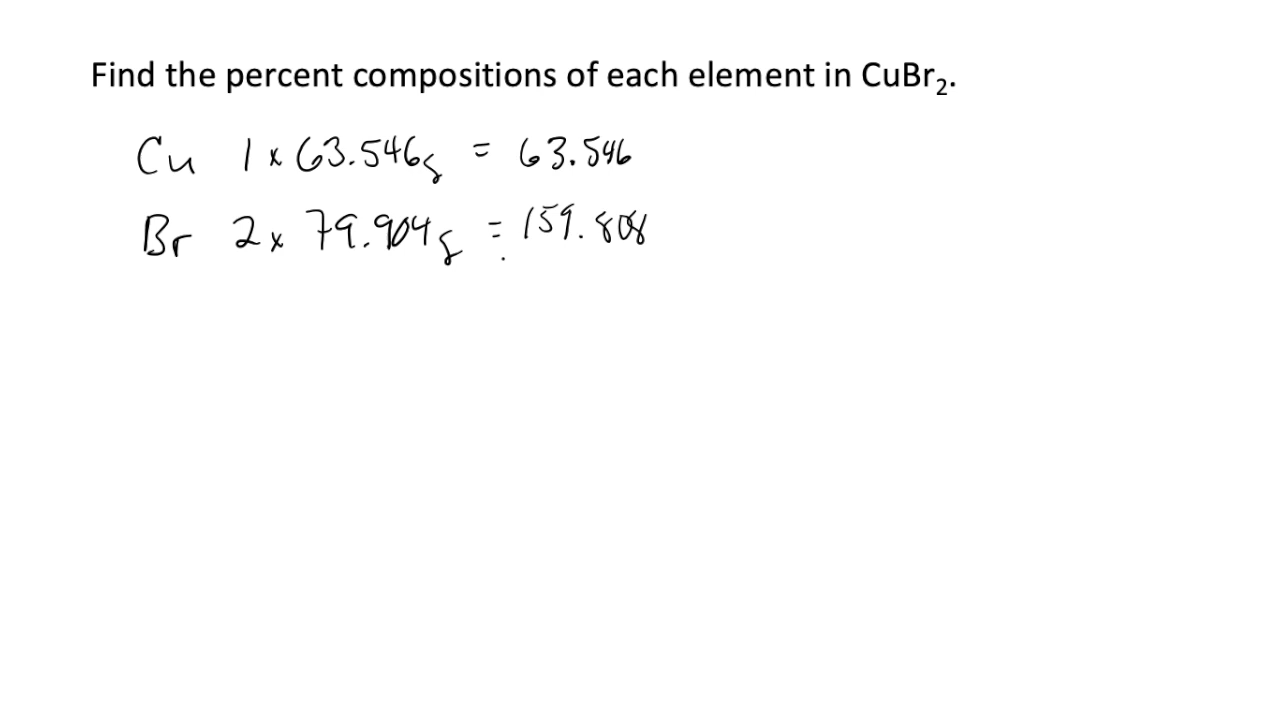 Find the percent compositions of each element in CuBr₂.
Cu 1 × 63.546g = 63.546
Br 2 × 79.904g = 159.808